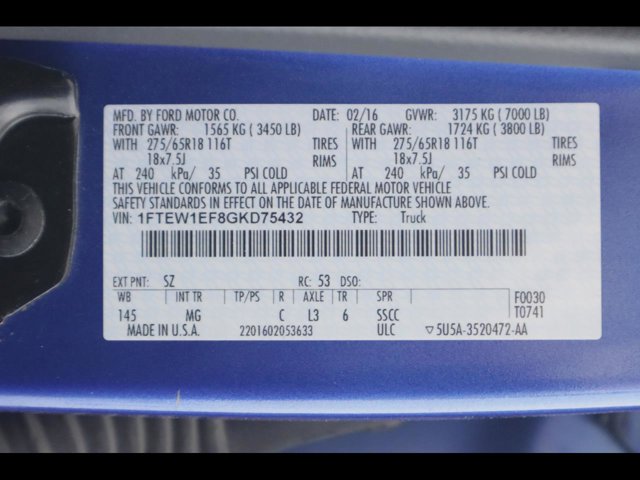 MFD. BY FORD MOTOR CO. DATE: 02/16 GVWR: 3175 KG ( 7000 LB)
FRONT GAWR: 1565 KG ( 3450 LB) REAR GAWR: 1724 KG ( 3800 LB)
WITH 275/65R18 116T TIRES WITH 275/65R18 116T TIRES
18x7.5J RIMS 18x7.5J RIMS
AT 240 kPa/ 35 PSI COLD AT 240 kPa/ 35 PSI COLD
THIS VEHICLE CONFORMS TO ALL APPLICABLE FEDERAL MOTOR VEHICLE
SAFETY STANDARDS IN EFFECT ON THE DATE OF MANUFACTURE SHOWN ABOVE.
VIN: 1FTEW1EF8GKD75432 TYPE: Truck
EXT PNT: SZ RC: 53 DSO:
WB INT TR TP/PS R AXLE TR SPR F0030
145 MG C L3 6 SSCC T0741
MADE IN U.S.A. 2201602053633 ULC ▽5U5A-3520472-AA